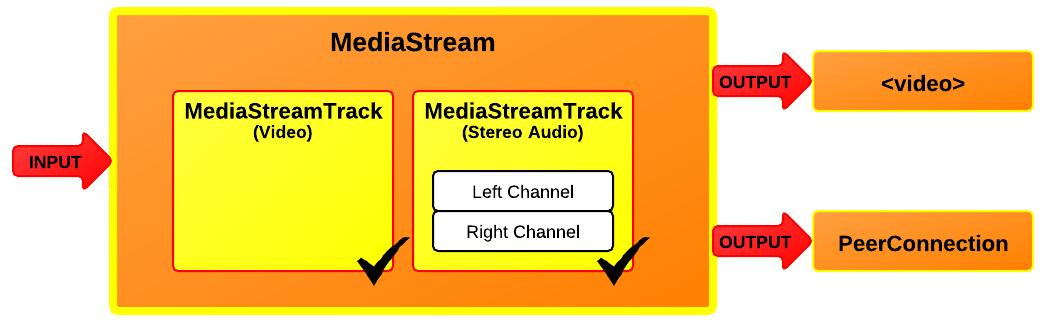 MediaStream
MediaStreamTrack
(Video)
MediaStreamTrack
(Stereo Audio)
Left Channel
Right Channel
INPUT
OUTPUT
<video>
OUTPUT
PeerConnection